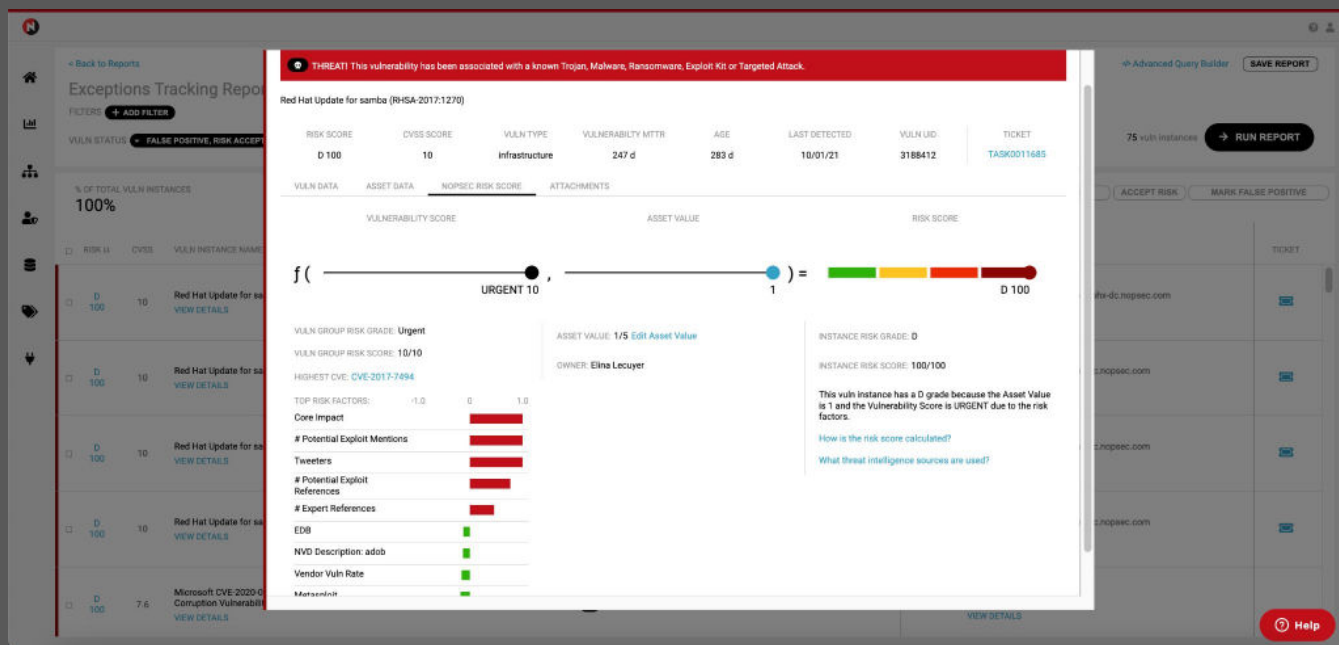 < Back to Reports
Exceptions Tracking Repo
FILTERS + ADD FILTER
VULN STATUS FALSE POSITIVE, RISK ACCEPT
Advanced Query Builder SAVE REPORT
75 vuln instances → RUN REPORT
% OF TOTAL VULN INSTANCES
100%
ACCEPT RISK MARK FALSE POSITIVE
RISK CVSS VULN INSTANCE NAME TICKET
D 100 10 Red Hat Update for sa
VIEW DETAILS
D 100 10 Red Hat Update for sa
VIEW DETAILS
D 100 10 Red Hat Update for sa
VIEW DETAILS
D 100 10 Red Hat Update for sa
VIEW DETAILS
D 100 7.6 Microsoft CVE-2020-0
Corruption Vulnerabili
VIEW DETAILS
THREAT! This vulnerability has been associated with a known Trojan, Malware, Ransomware, Exploit Kit or Targeted Attack.
Red Hat Update for samba (RHSA-2017:1270)
RISK SCORE CVSS SCORE VULN TYPE VULNERABILTY MTTR AGE LAST DETECTED VULN UID TICKET
D 100 10 infrastructure 247 d 283 d 10/01/21 3188412 TASK0011685
VULN DATA ASSET DATA NOPSEC RISK SCORE ATTACHMENTS
VULNERABILITY SCORE ASSET VALUE RISK SCORE
ƒ ( , ) =
URGENT 10 1 D 100
VULN GROUP RISK GRADE: Urgent
VULN GROUP RISK SCORE: 10/10
HIGHEST CVE: CVE-2017-7494
TOP RISK FACTORS: -1.0 0 1.0
Core Impact
# Potential Exploit Mentions
Tweeters
# Potential Exploit
References
# Expert References
EDB
NVD Description: adob
Vendor Vuln Rate
Metasploit
ASSET VALUE: 1/5 Edit Asset Value
OWNER: Elina Lecuyer
INSTANCE RISK GRADE: D
INSTANCE RISK SCORE: 100/100
This vuln instance has a D grade because the Asset Value
is 1 and the Vulnerability Score is URGENT due to the risk
factors.
How is the risk score calculated?
What threat intelligence sources are used?
-dc.nopsec.com
c.nopsec.com
c.nopsec.com
c.nopsec.com
VIEW DETAILS
Help